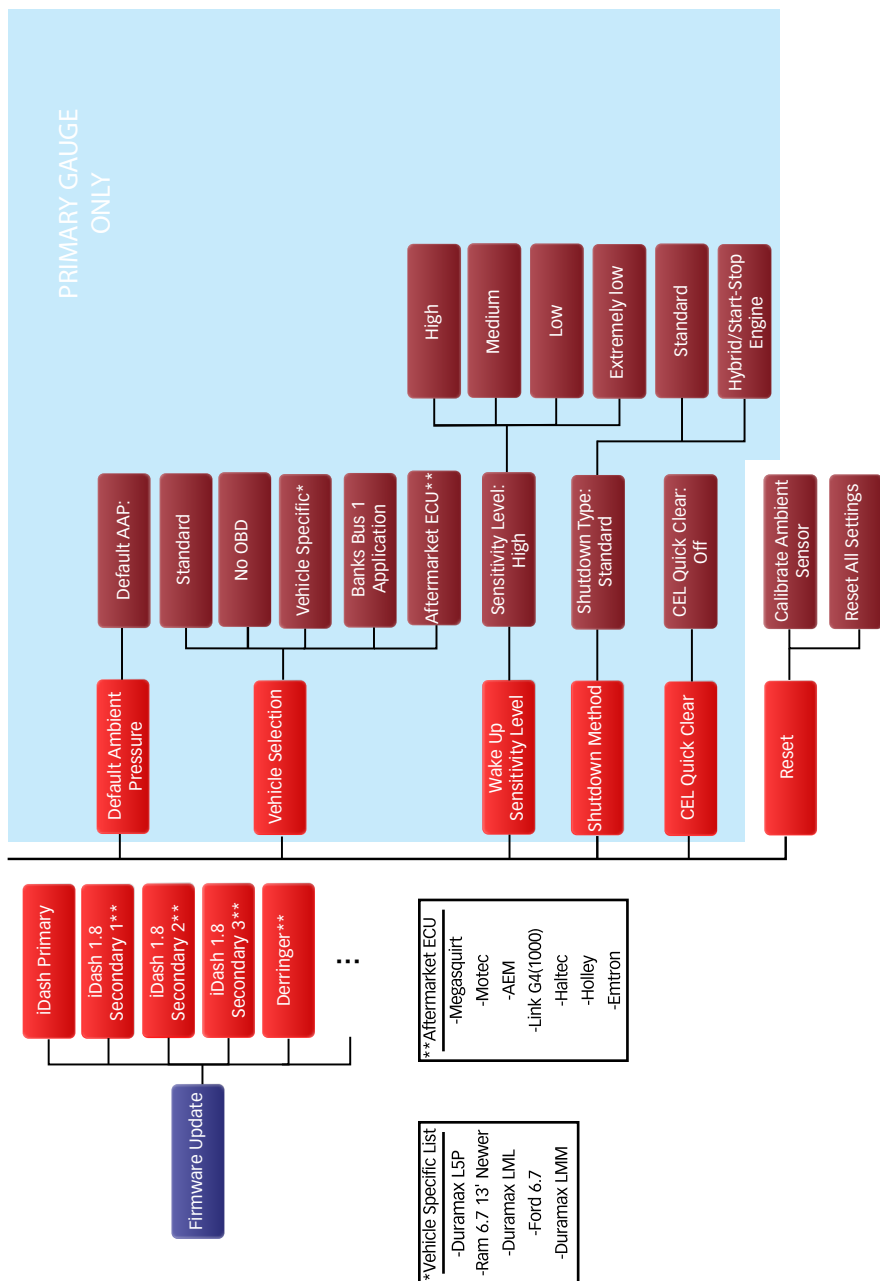 PRIMARY GAUGE
ONLY
Default Ambient
Pressure
Default AAP:
Vehicle Selection
Standard
No OBD
Vehicle Specific*
Banks Bus 1
Application
Aftermarket ECU**
Wake Up
Sensitivity Level
Sensitivity Level:
High
High
Medium
Low
Extremely low
Shutdown Method
Shutdown Type:
Standard
Standard
Hybrid/Start-Stop
Engine
CEL Quick Clear
CEL Quick Clear:
Off
Reset
Calibrate Ambient
Sensor
Reset All Settings
Firmware Update
iDash Primary
iDash 1.8
Secondary 1**
iDash 1.8
Secondary 2**
iDash 1.8
Secondary 3**
Derringer**
...
*Vehicle Specific List
-Duramax L5P
-Ram 6.7 13' Newer
-Duramax LML
-Ford 6.7
-Duramax LMM
**Aftermarket ECU
-Megasquirt
-Motec
-AEM
-Link G4(1000)
-Haltec
-Holley
-Emtron